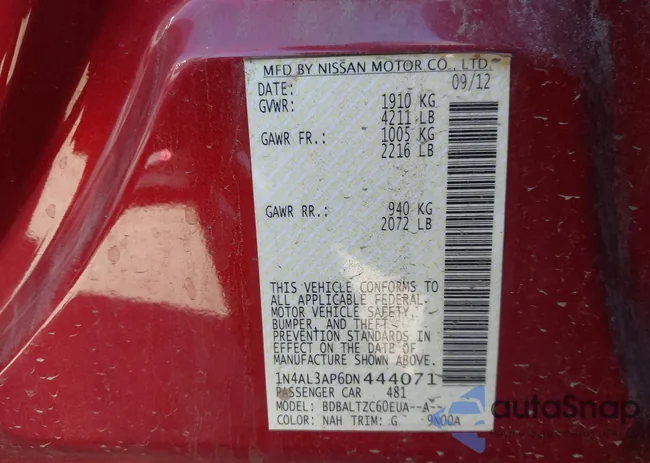 MFD BY NISSAN MOTOR CO., LTD.
DATE: 09/12
GVWR: 1910 KG
4211 LB
GAWR FR.: 1005 KG
2216 LB
GAWR RR.: 940 KG
2072 LB
THIS VEHICLE CONFORMS TO
ALL APPLICABLE FEDERAL
MOTOR VEHICLE SAFETY,
BUMPER, AND THEFT
PREVENTION STANDARDS
IN EFFECT ON THE DATE OF
MANUFACTURE SHOWN ABOVE.
1N4AL3AP6DN 444071
PASSENGER CAR 481
MODEL: BDBALTZC60EUA--A--
COLOR: NAH TRIM: G 9N00A
autoSnap